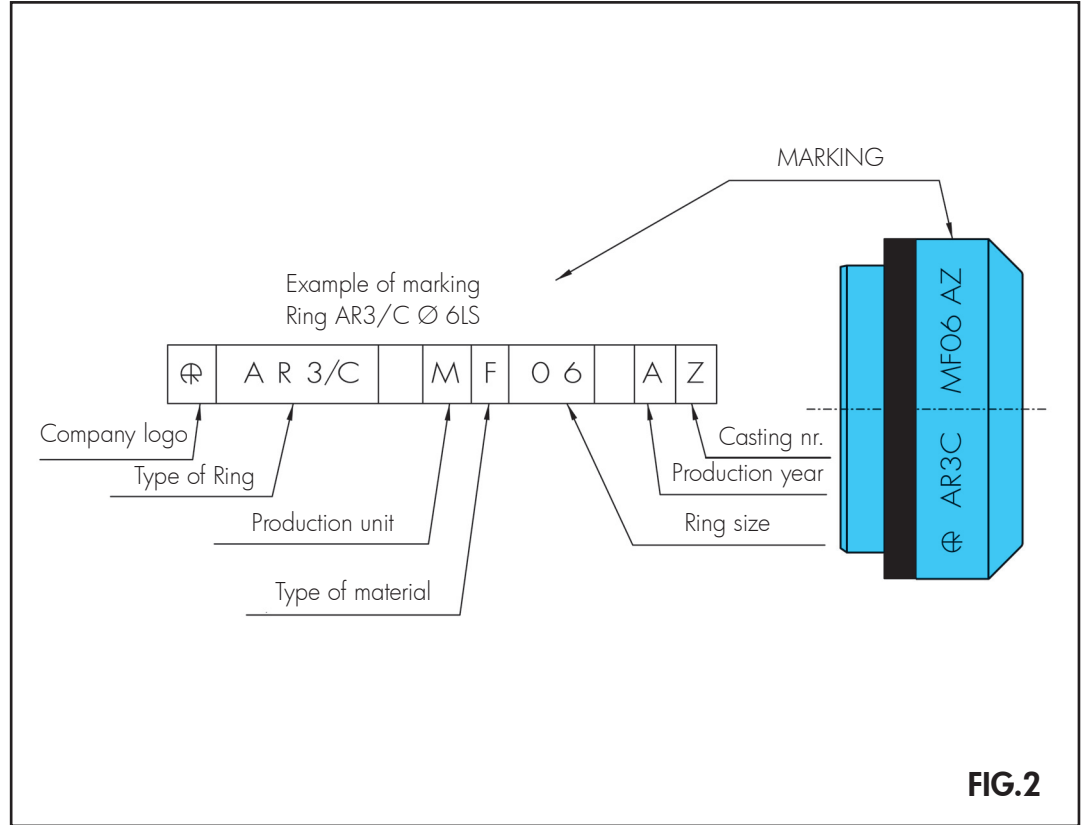 MARKING
Example of marking
Ring AR3/C Ø 6LS
A R 3/C M F 0 6 A Z
Company logo
Type of Ring
Production unit
Type of material
Casting nr.
Production year
Ring size
AR3C MF06 AZ
FIG.2